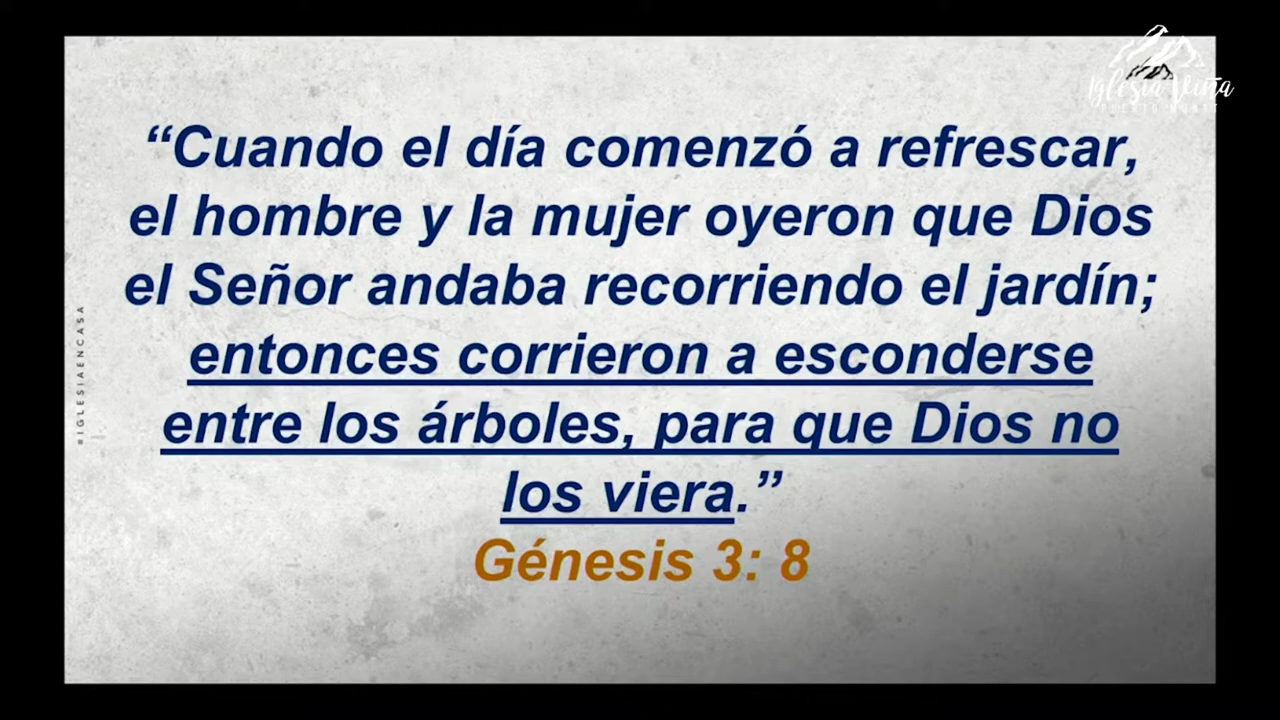 Iglesia Viña
“Cuando el día comenzó a refrescar,
el hombre y la mujer oyeron que Dios
el Señor andaba recorriendo el jardín;
entonces corrieron a esconderse
entre los árboles, para que Dios no
los viera.”
Génesis 3: 8
#IGLESIAENCASA